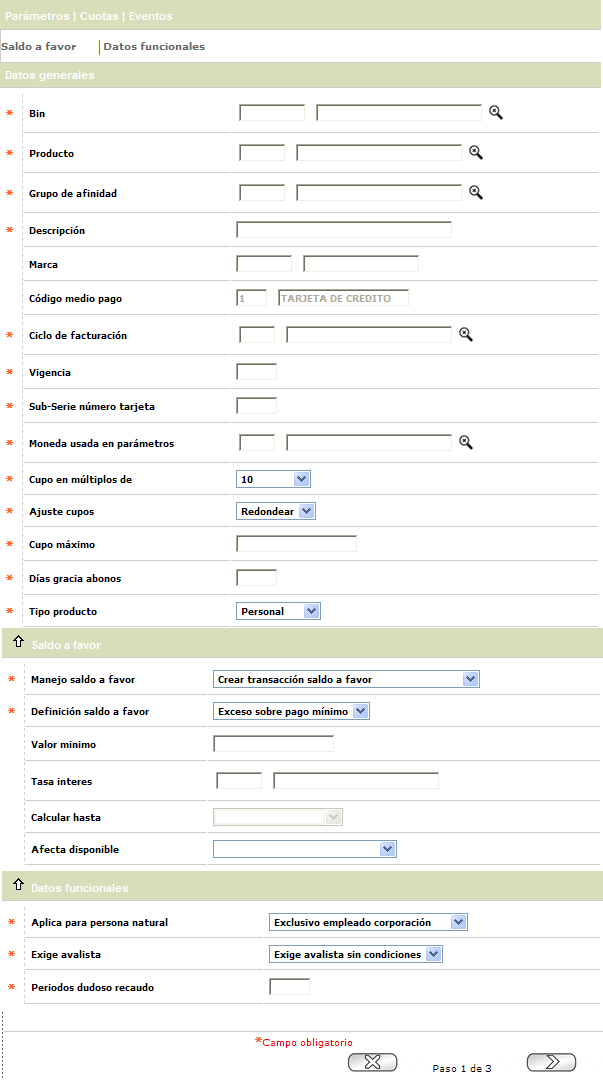 Parámetros | Cuotas | Eventos
Saldo a favor | Datos funcionales
Datos generales
* Bin
* Producto
* Grupo de afinidad
* Descripción
Marca
Código medio pago 1 TARJETA DE CREDITO
* Ciclo de facturación
* Vigencia
* Sub-Serie número tarjeta
* Moneda usada en parámetros
* Cupo en múltiplos de 10
* Ajuste cupos Redondear
* Cupo máximo
* Días gracia abonos
* Tipo producto Personal
Saldo a favor
* Manejo saldo a favor Crear transacción saldo a favor
* Definición saldo a favor Exceso sobre pago mínimo
Valor minimo
Tasa interes
Calcular hasta
Afecta disponible
Datos funcionales
* Aplica para persona natural Exclusivo empleado corporación
* Exige avalista Exige avalista sin condiciones
* Periodos dudoso recaudo
*Campo obligatorio
Paso 1 de 3